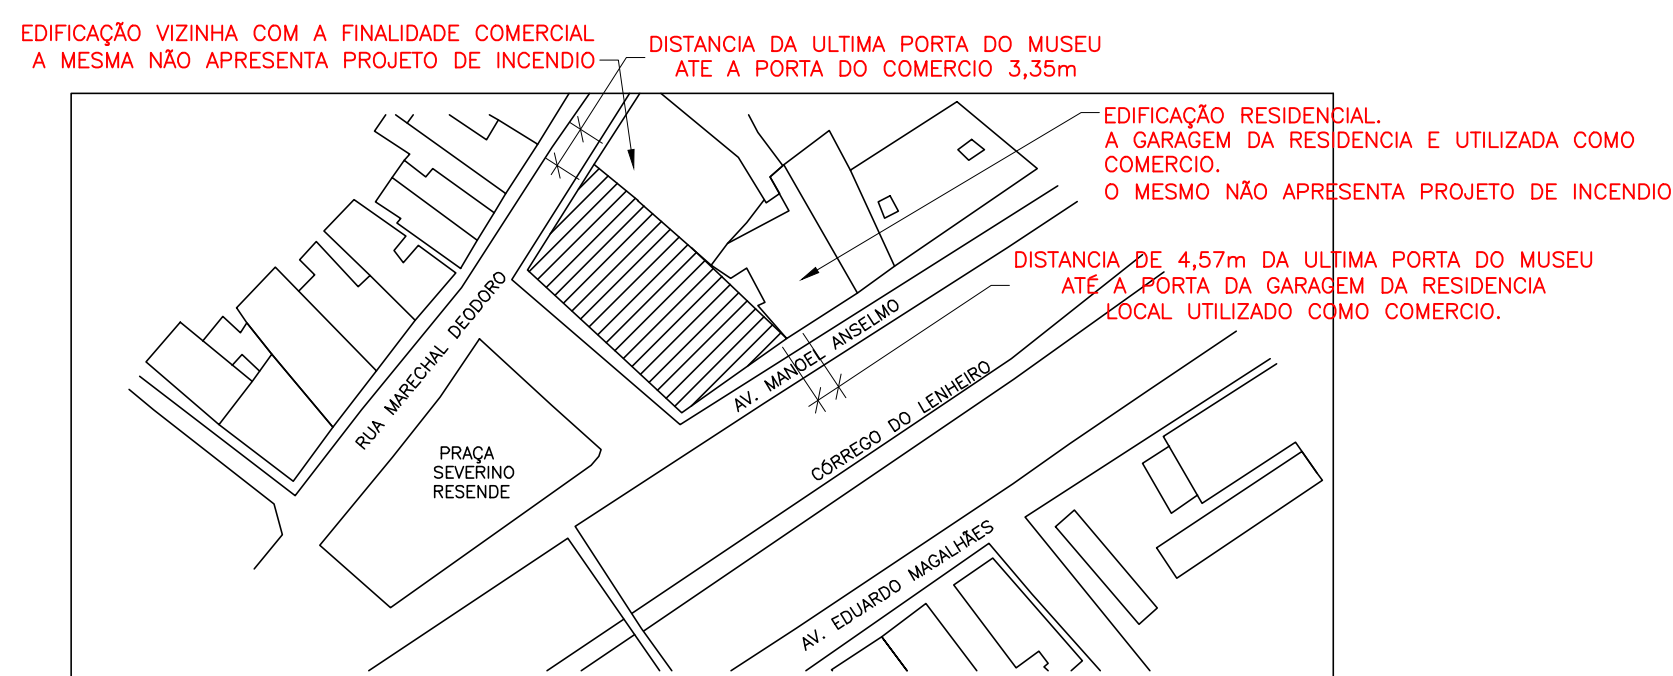 EDIFICAÇÃO VIZINHA COM A FINALIDADE COMERCIAL
A MESMA NÃO APRESENTA PROJETO DE INCENDIO
DISTANCIA DA ULTIMA PORTA DO MUSEU
ATE A PORTA DO COMERCIO 3,35m
EDIFICAÇÃO RESIDENCIAL.
A GARAGEM DA RESIDENCIA E UTILIZADA COMO
COMERCIO.
O MESMO NÃO APRESENTA PROJETO DE INCENDIO
DISTANCIA DE 4,57m DA ULTIMA PORTA DO MUSEU
ATÉ A PORTA DA GARAGEM DA RESIDENCIA
LOCAL UTILIZADO COMO COMERCIO.
RUA MARECHAL DEODORO
AV. MANOEL ANSELMO
CÓRREGO DO LENHEIRO
PRAÇA
SEVERINO
RESENDE
AV. EDUARDO MAGALHÃES